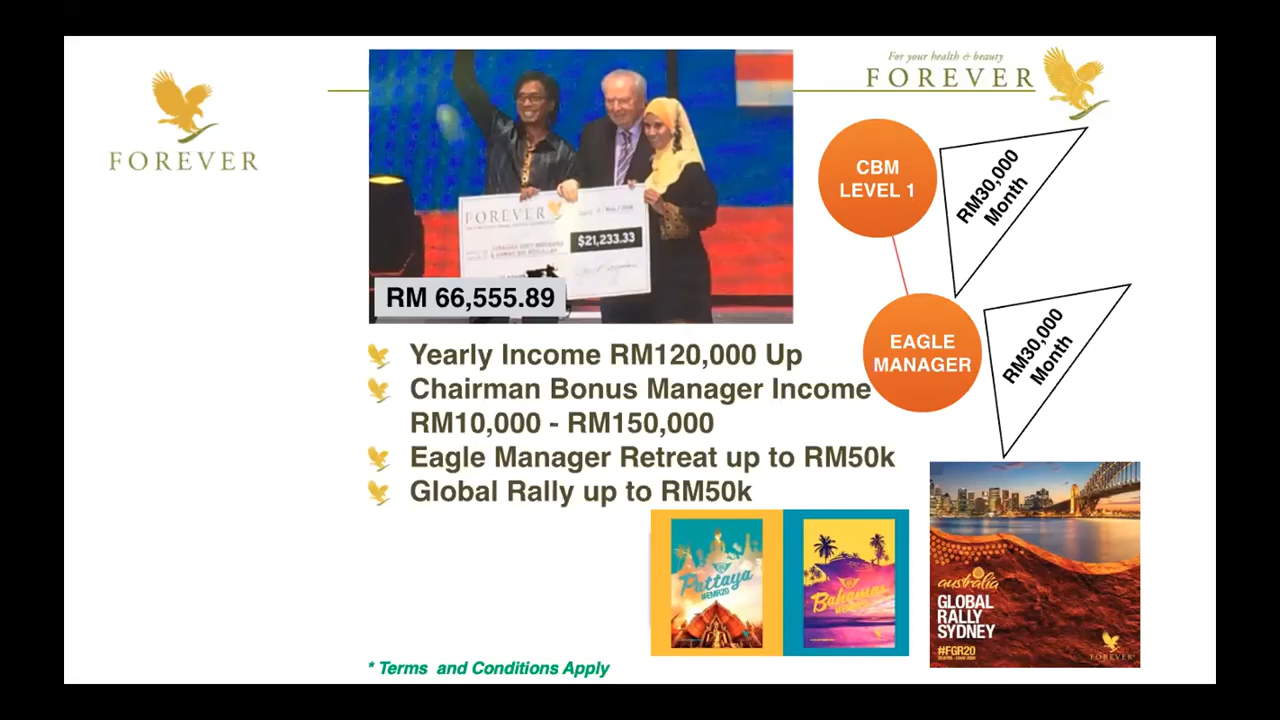 FOREVER
For your health & beauty
FOREVER
FOREVER
$21,233.33
RM 66,555.89
CBM
LEVEL 1
RM30,000
Month
EAGLE
MANAGER
RM30,000
Month
Yearly Income RM120,000 Up
Chairman Bonus Manager Income
RM10,000 - RM150,000
Eagle Manager Retreat up to RM50k
Global Rally up to RM50k
Pattaya
#EMR20
Bahamas
australia
GLOBAL
RALLY
SYDNEY
#FGR20
FOREVER
* Terms and Conditions Apply